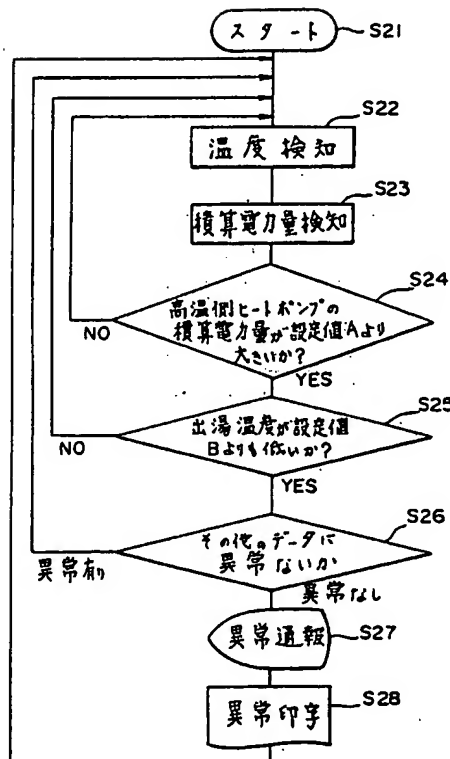 スタート
S21
S22
温度検知
S23
積算電力量検知
S24
高温側ヒートポンプの
積算電力量が設定値Aより
大きいか?
NO
YES
S25
出湯温度が設定値
Bよりも低いか?
NO
YES
S26
その他のデータに
異常ないか
異常有り
異常なし
異常通報
S27
S28
異常印字